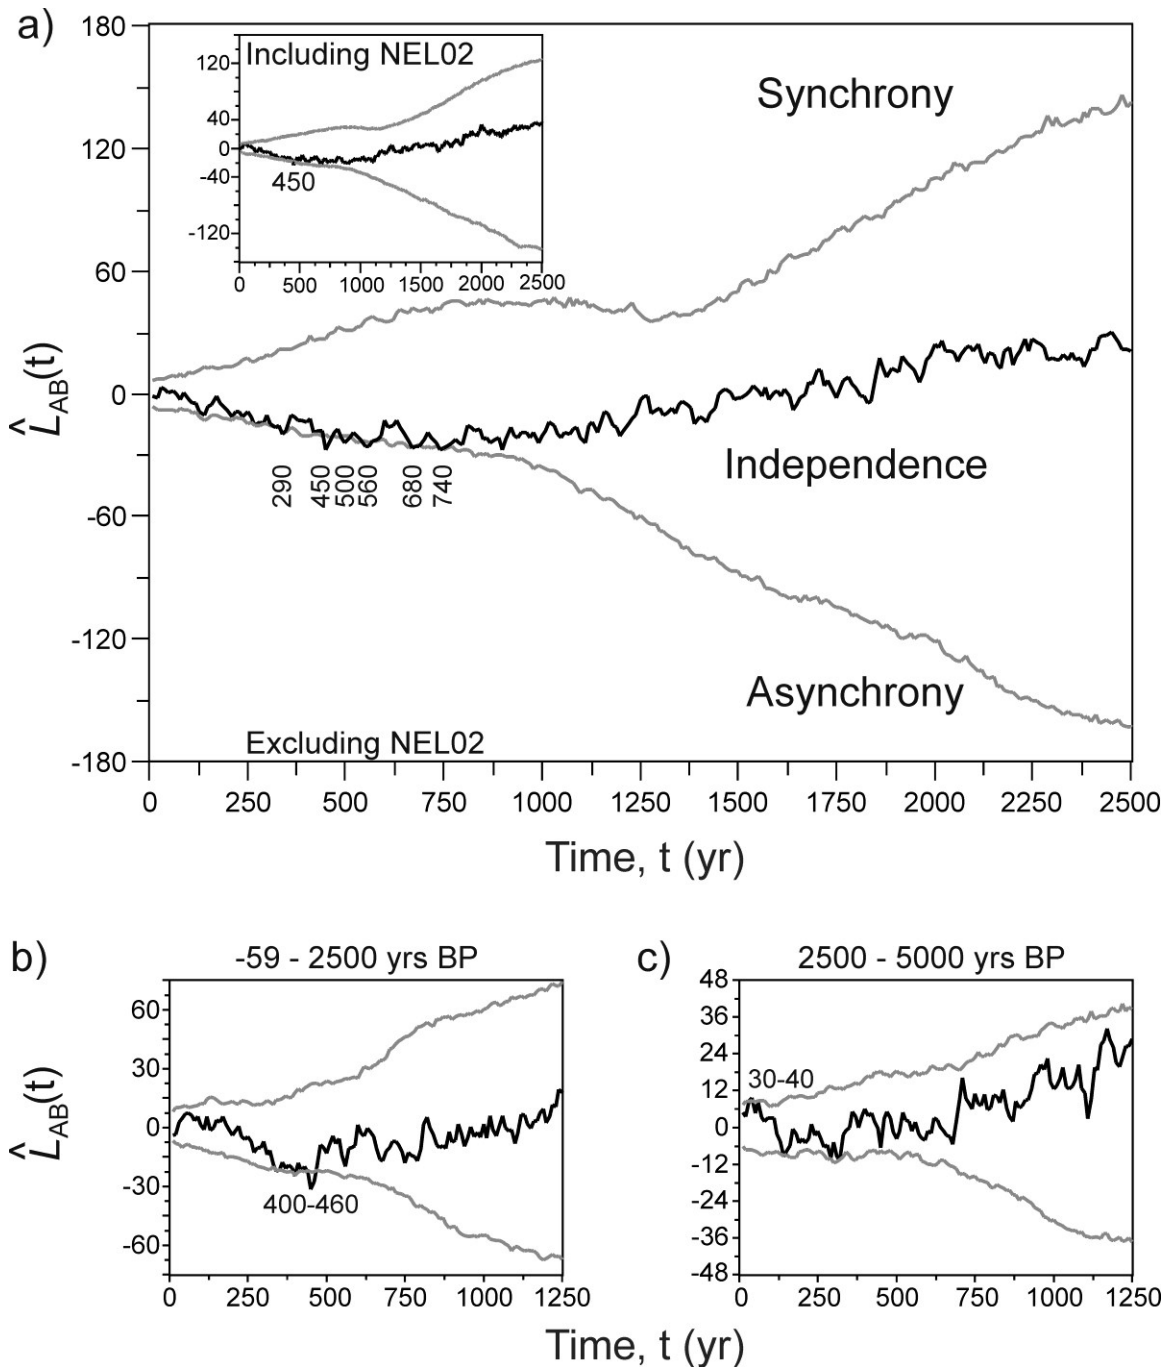 a)
180
120
60
0
-60
-120
-180
L̂AB(t)
Including NEL02
120
80
40
0
-40
-120
450
0 500 1000 1500 2000 2500
Synchrony
Independence
Asynchrony
290 450 500 560 680 740
Excluding NEL02
0 250 500 750 1000 1250 1500 1750 2000 2250 2500
Time, t (yr)
b)
-59 - 2500 yrs BP
60
30
0
-30
-60
L̂AB(t)
400-460
0 250 500 750 1000 1250
c)
2500 - 5000 yrs BP
48
36
24
12
0
-12
-24
-36
-48
30-40
0 250 500 750 1000 1250
Time, t (yr)